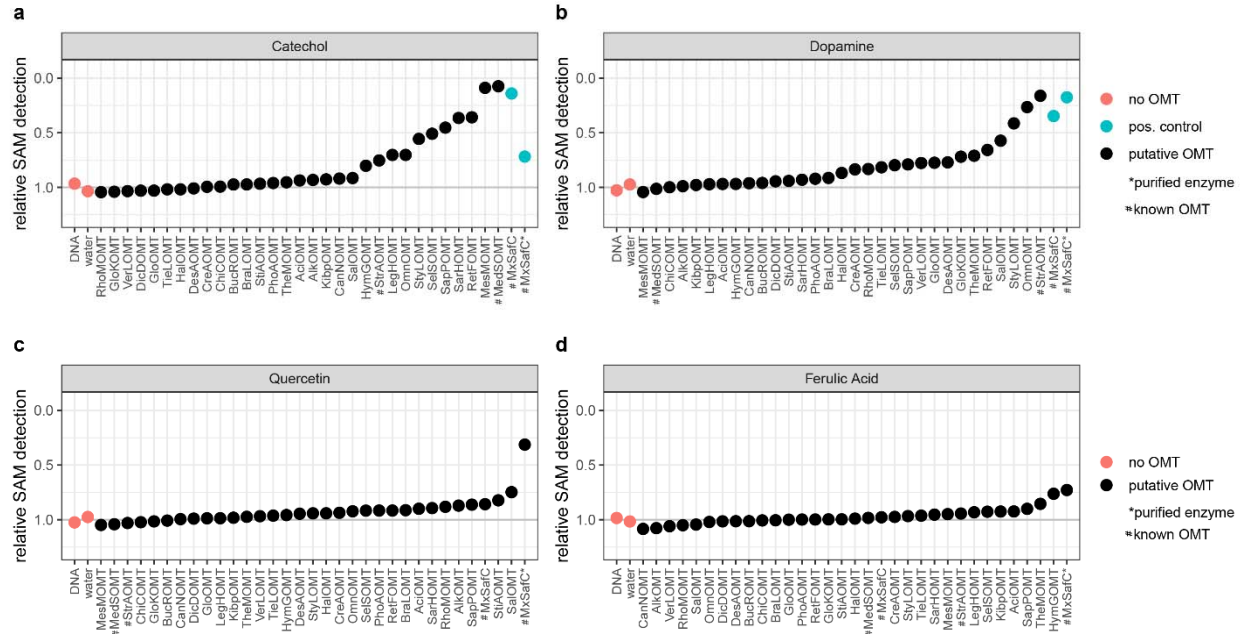 a
Catechol
relative SAM detection
0.0
0.5
1.0
DNA
water
RhoMOMT
GloKOMT
VerLOMT
DicDOMT
GloOMT
TieLOMT
HalOMT
DesAOMT
CreAOMT
ChiCOMT
BucROMT
BraLOMT
StiAOMT
PhoAOMT
TheMOMT
AciOMT
AlkOMT
KibpOMT
CanNOMT
SalOMT
HymGOMT
#StrAOMT
LegHOMT
OmnOMT
StyLOMT
SelSOMT
SapPOMT
SarHOMT
RetFOMT
MesMOMT
# MedSOMT
# MxSafC
#MxSafC*
b
Dopamine
relative SAM detection
0.0
0.5
1.0
DNA
water
MesMOMT
# MedSOMT
ChiCOMT
AlkOMT
KibpOMT
LegHOMT
AciOMT
HymGOMT
CanNOMT
BucROMT
DicDOMT
StiAOMT
SarHOMT
PhoAOMT
BraLOMT
HalOMT
CreAOMT
RhoMOMT
TieLOMT
SelSOMT
SapPOMT
VerLOMT
GloOMT
DesAOMT
GloKOMT
TheMOMT
RetFOMT
SalOMT
StyLOMT
OmnOMT
#StrAOMT
# MxSafC
#MxSafC*
no OMT
pos. control
putative OMT
*purified enzyme
#known OMT
c
Quercetin
relative SAM detection
0.0
0.5
1.0
DNA
water
MesMOMT
#MedSOMT
#StrAOMT
ChiCOMT
GloKOMT
BucROMT
CanNOMT
DicDOMT
GloOMT
LegHOMT
KibpOMT
TheMOMT
VerLOMT
TieLOMT
HymGOMT
DesAOMT
StyLOMT
HalOMT
CreAOMT
OmnOMT
SelSOMT
PhoAOMT
RetFOMT
BraLOMT
AciOMT
SarHOMT
RhoMOMT
AlkOMT
SapPOMT
#MxSafC
StiAOMT
SalOMT
#MxSafC*
d
Ferulic Acid
relative SAM detection
0.0
0.5
1.0
DNA
water
CanNOMT
AlkOMT
VerLOMT
RhoMOMT
SalOMT
OmnOMT
DicDOMT
DesAOMT
BucROMT
ChiCOMT
BraLOMT
GloOMT
PhoAOMT
RetFOMT
GloKOMT
StiAOMT
HalOMT
#MedSOMT
#MxSafC
CreAOMT
StyLOMT
TieLOMT
SarHOMT
MesMOMT
#StrAOMT
LegHOMT
SelSOMT
KibpOMT
AciOMT
SapPOMT
TheMOMT
HymGOMT
#MxSafC*
no OMT
putative OMT
*purified enzyme
#known OMT